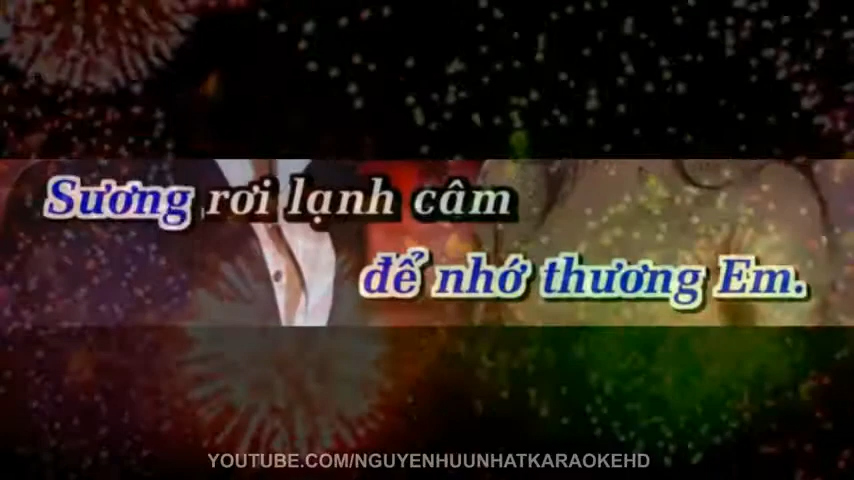 Sương rơi lạnh câm
để nhớ thương Em.
YOUTUBE.COM/NGUYENHUUNHATKARAOKEHD